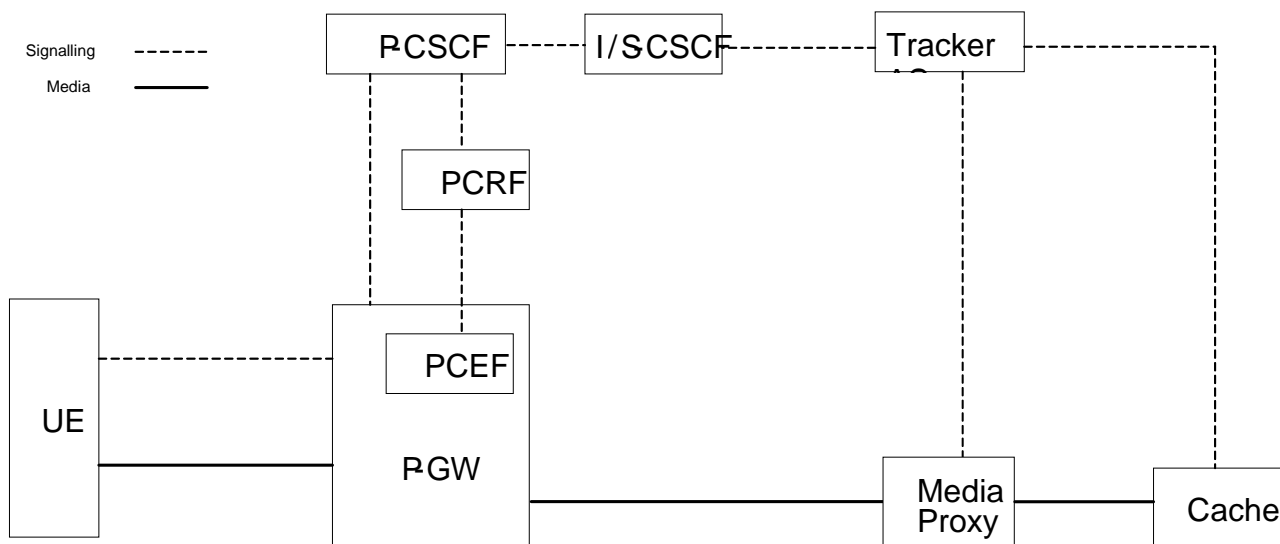 P-CSCF
I/S-CSCF
Tracker
Signalling
Media
PCRF
PCEF
UE
P-GW
Media
Proxy
Cache